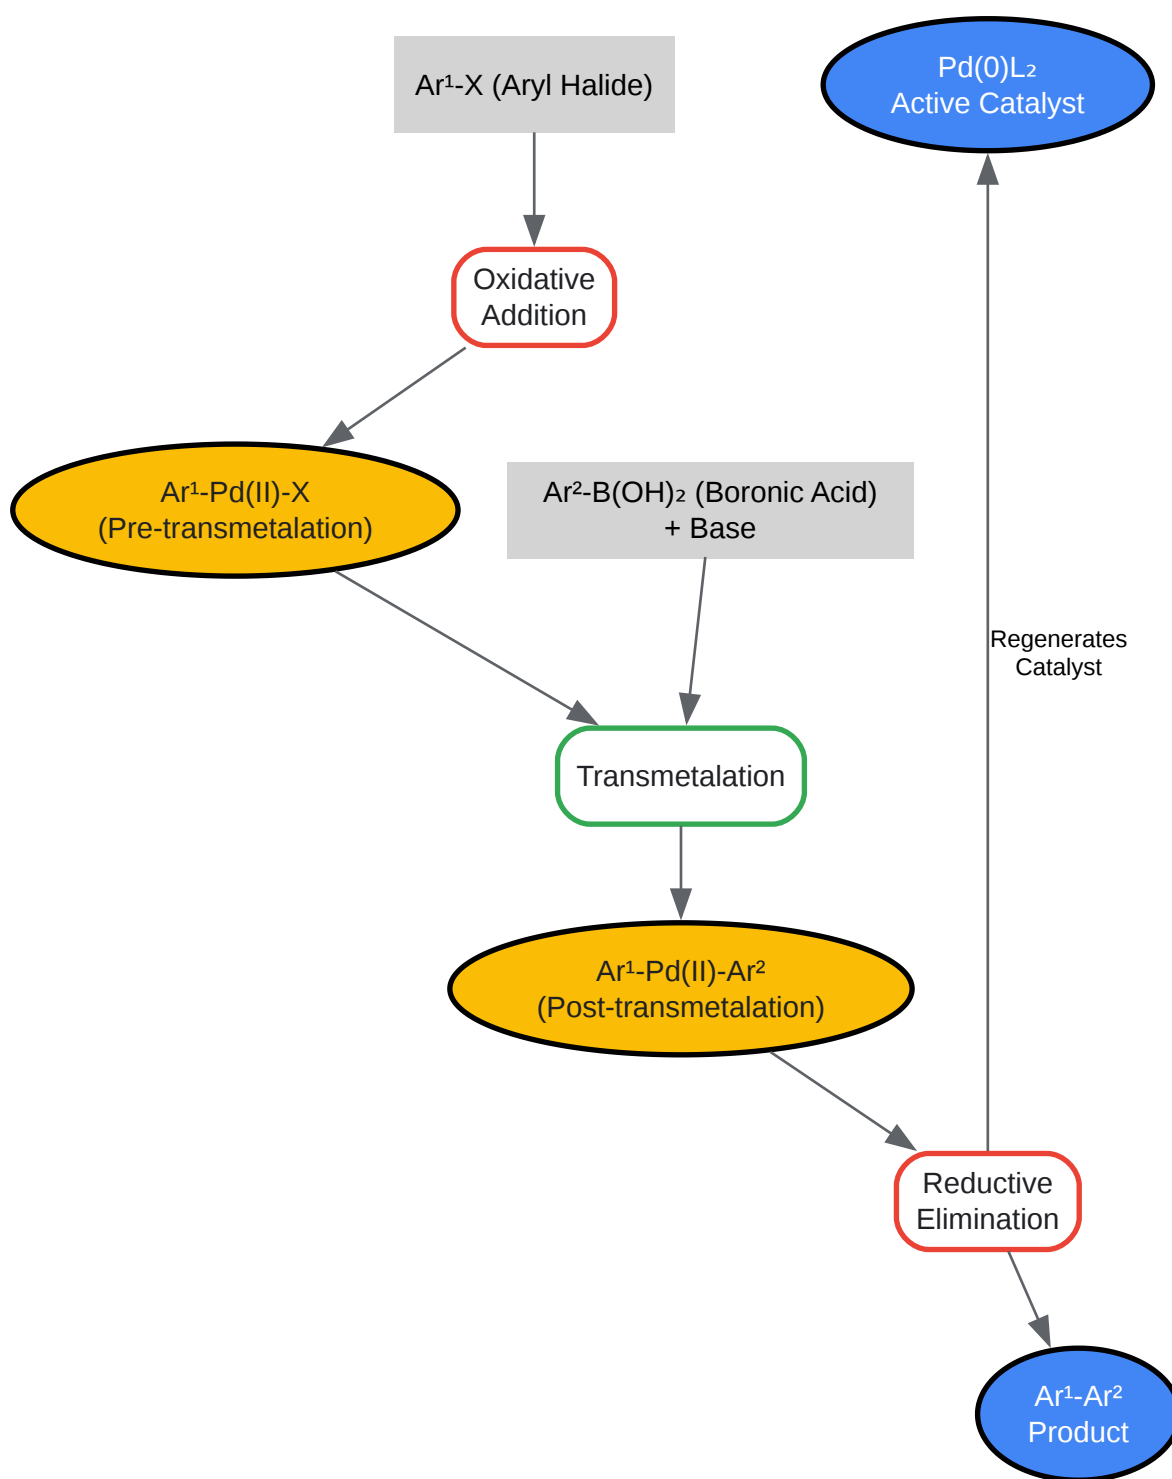 Ar¹-X (Aryl Halide)
Pd(0)L₂
Active Catalyst
Oxidative
Addition
Ar¹-Pd(II)-X
(Pre-transmetalation)
Ar²-B(OH)₂ (Boronic Acid)
+ Base
Regenerates
Catalyst
Transmetalation
Ar¹-Pd(II)-Ar²
(Post-transmetalation)
Reductive
Elimination
Ar¹-Ar²
Product